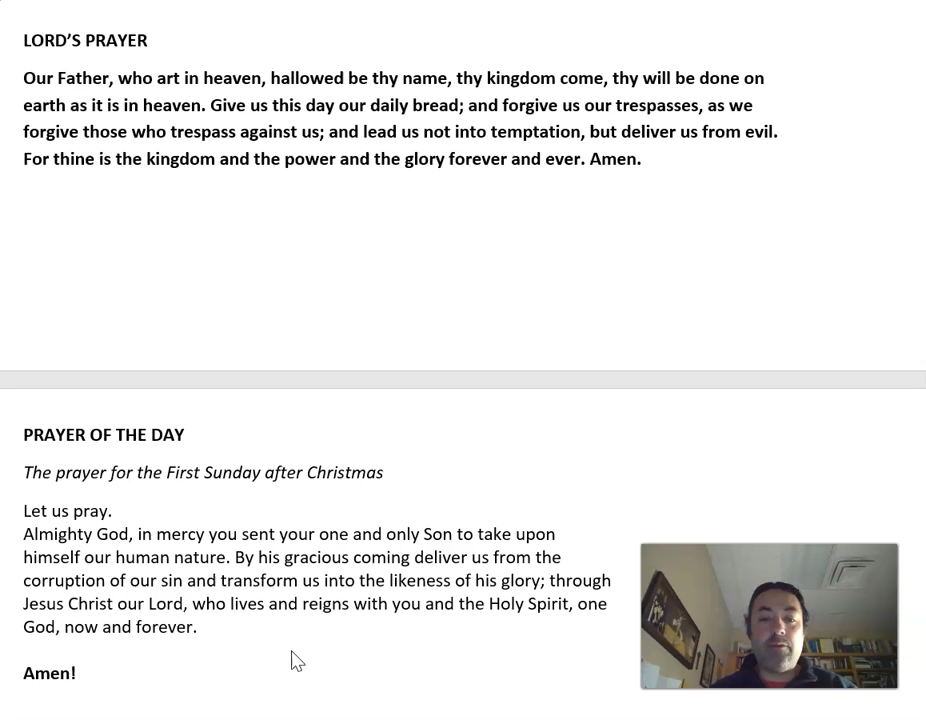 LORD’S PRAYER
Our Father, who art in heaven, hallowed be thy name, thy kingdom come, thy will be done on
earth as it is in heaven. Give us this day our daily bread; and forgive us our trespasses, as we
forgive those who trespass against us; and lead us not into temptation, but deliver us from evil.
For thine is the kingdom and the power and the glory forever and ever. Amen.
PRAYER OF THE DAY
The prayer for the First Sunday after Christmas
Let us pray.
Almighty God, in mercy you sent your one and only Son to take upon
himself our human nature. By his gracious coming deliver us from the
corruption of our sin and transform us into the likeness of his glory; through
Jesus Christ our Lord, who lives and reigns with you and the Holy Spirit, one
God, now and forever.
Amen!